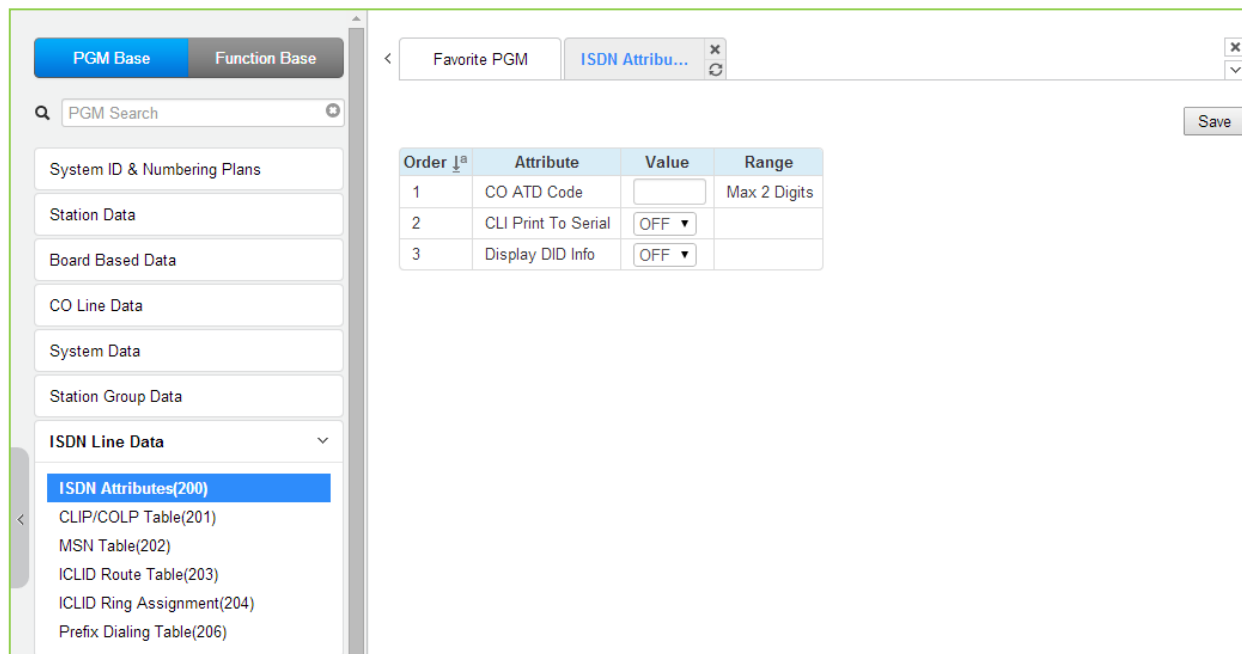 PGM Base
Function Base
PGM Search
System ID & Numbering Plans
Station Data
Board Based Data
CO Line Data
System Data
Station Group Data
ISDN Line Data
ISDN Attributes(200)
CLIP/COLP Table(201)
MSN Table(202)
ICLID Route Table(203)
ICLID Ring Assignment(204)
Prefix Dialing Table(206)
Favorite PGM
ISDN Attribu...
Save
Order Attribute Value Range
1 CO ATD Code Max 2 Digits
2 CLI Print To Serial OFF
3 Display DID Info OFF